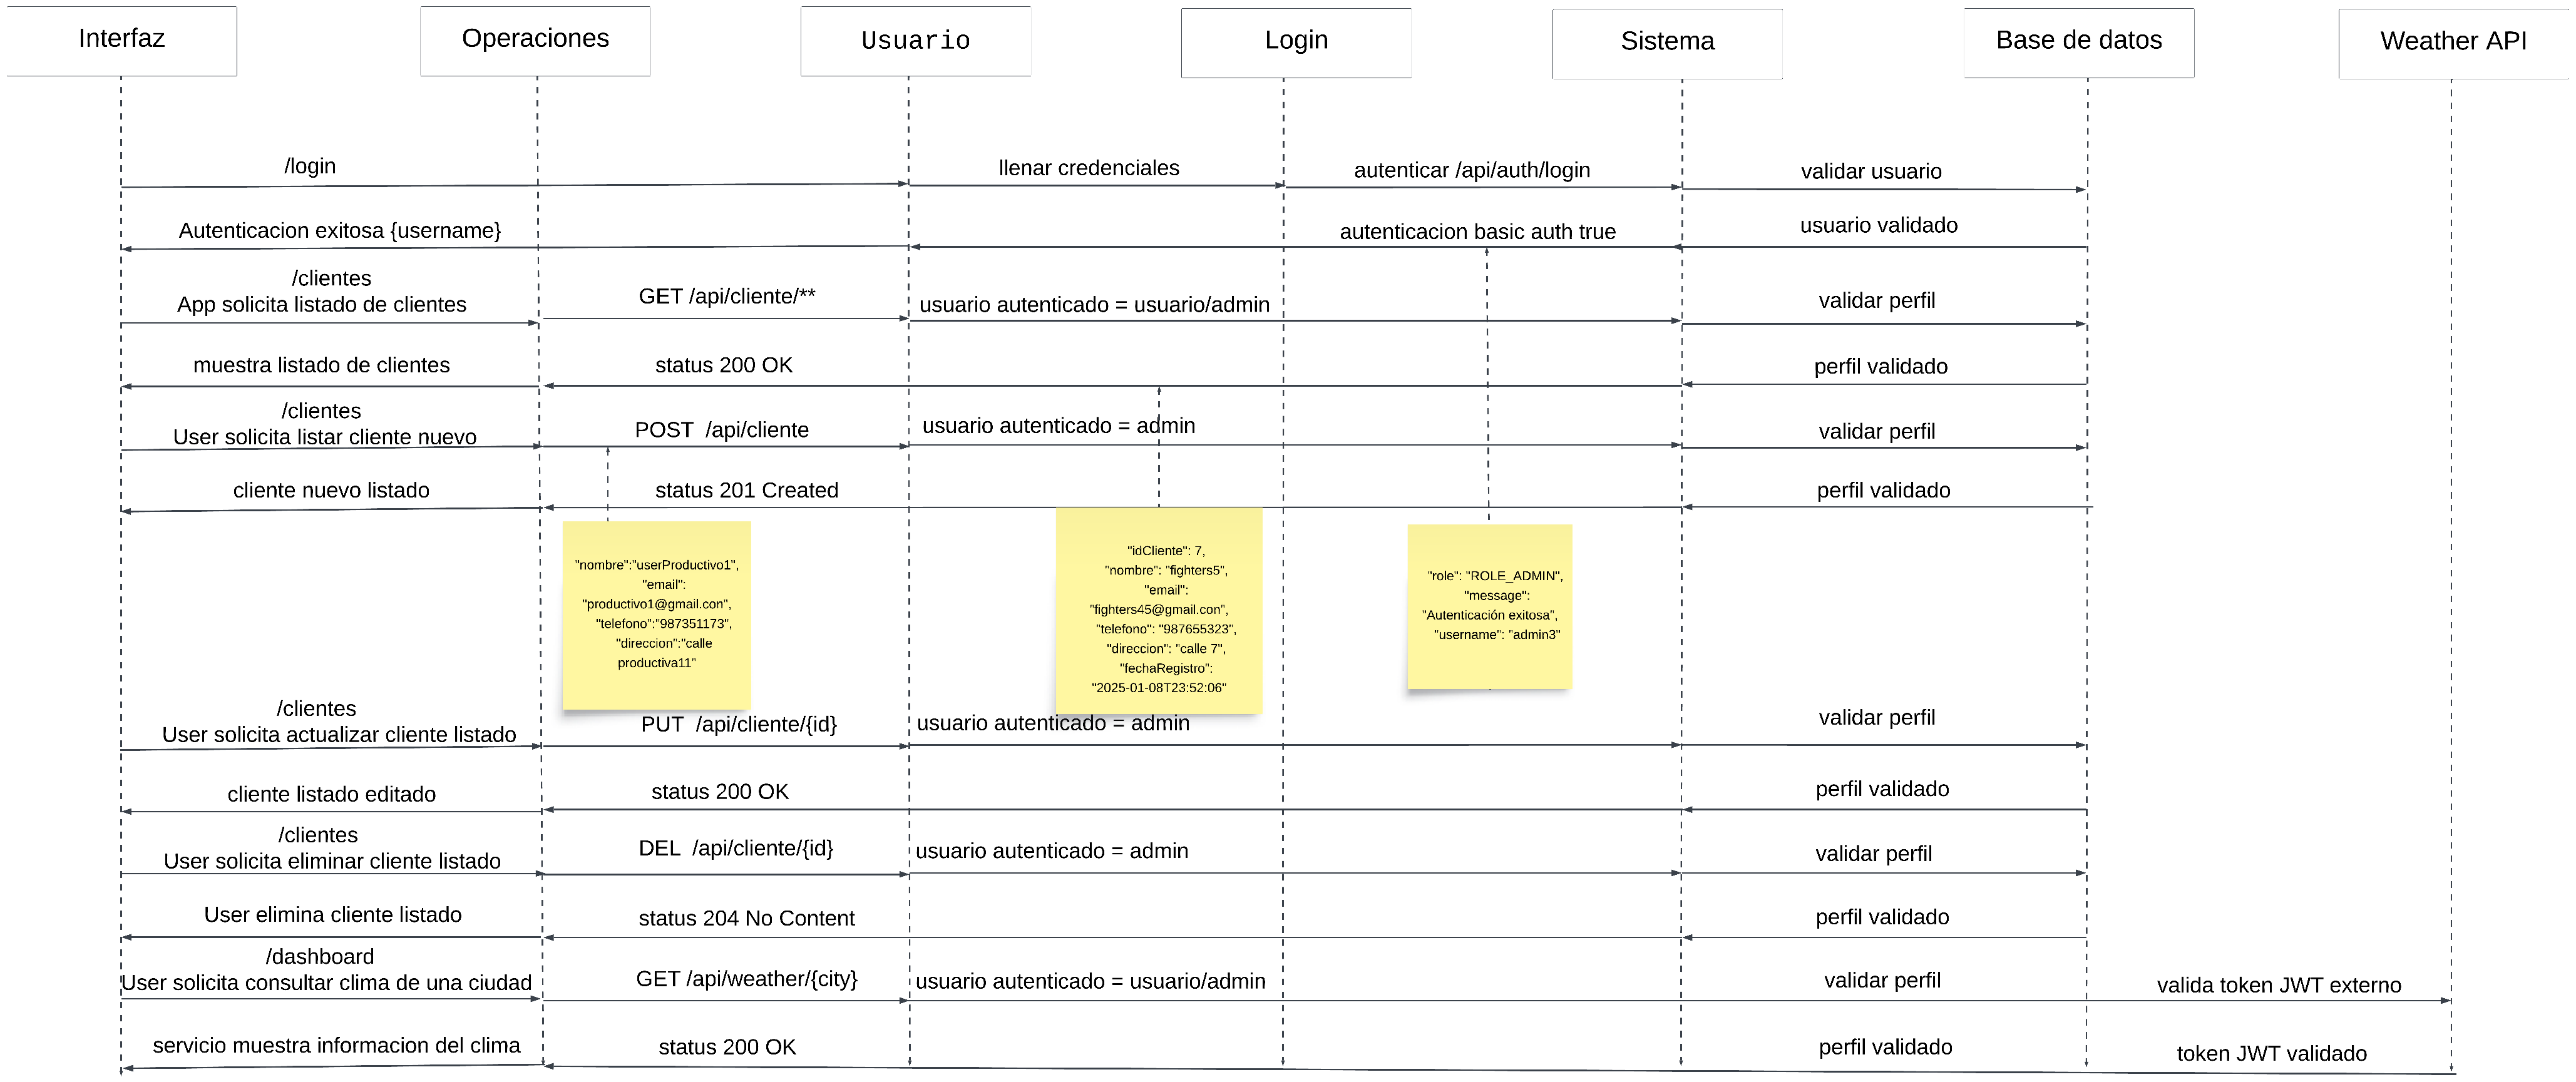 Interfaz
Operaciones
Usuario
Login
Sistema
Base de datos
Weather API
/login
llenar credenciales
autenticar /api/auth/login
validar usuario
Autenticacion exitosa {username}
autenticacion basic auth true
usuario validado
/clientes
App solicita listado de clientes
GET /api/cliente/**
usuario autenticado = usuario/admin
validar perfil
muestra listado de clientes
status 200 OK
perfil validado
/clientes
User solicita listar cliente nuevo
POST  /api/cliente
usuario autenticado = admin
validar perfil
cliente nuevo listado
status 201 Created
perfil validado
"nombre":"userProductivo1",
"email":
"productivo1@gmail.con",
"telefono":"987351173",
"direccion":"calle
productiva11"
"idCliente": 7,
"nombre": "fighters5",
"email":
"fighters45@gmail.con",
"telefono": "987655323",
"direccion": "calle 7",
"fechaRegistro":
"2025-01-08T23:52:06"
"role": "ROLE_ADMIN",
"message":
"Autenticación exitosa",
"username": "admin3"
/clientes
User solicita actualizar cliente listado
PUT  /api/cliente/{id}
usuario autenticado = admin
validar perfil
cliente listado editado
status 200 OK
perfil validado
/clientes
User solicita eliminar cliente listado
DEL  /api/cliente/{id}
usuario autenticado = admin
validar perfil
User elimina cliente listado
status 204 No Content
perfil validado
/dashboard
User solicita consultar clima de una ciudad
GET /api/weather/{city}
usuario autenticado = usuario/admin
validar perfil
valida token JWT externo
servicio muestra informacion del clima
status 200 OK
perfil validado
token JWT validado